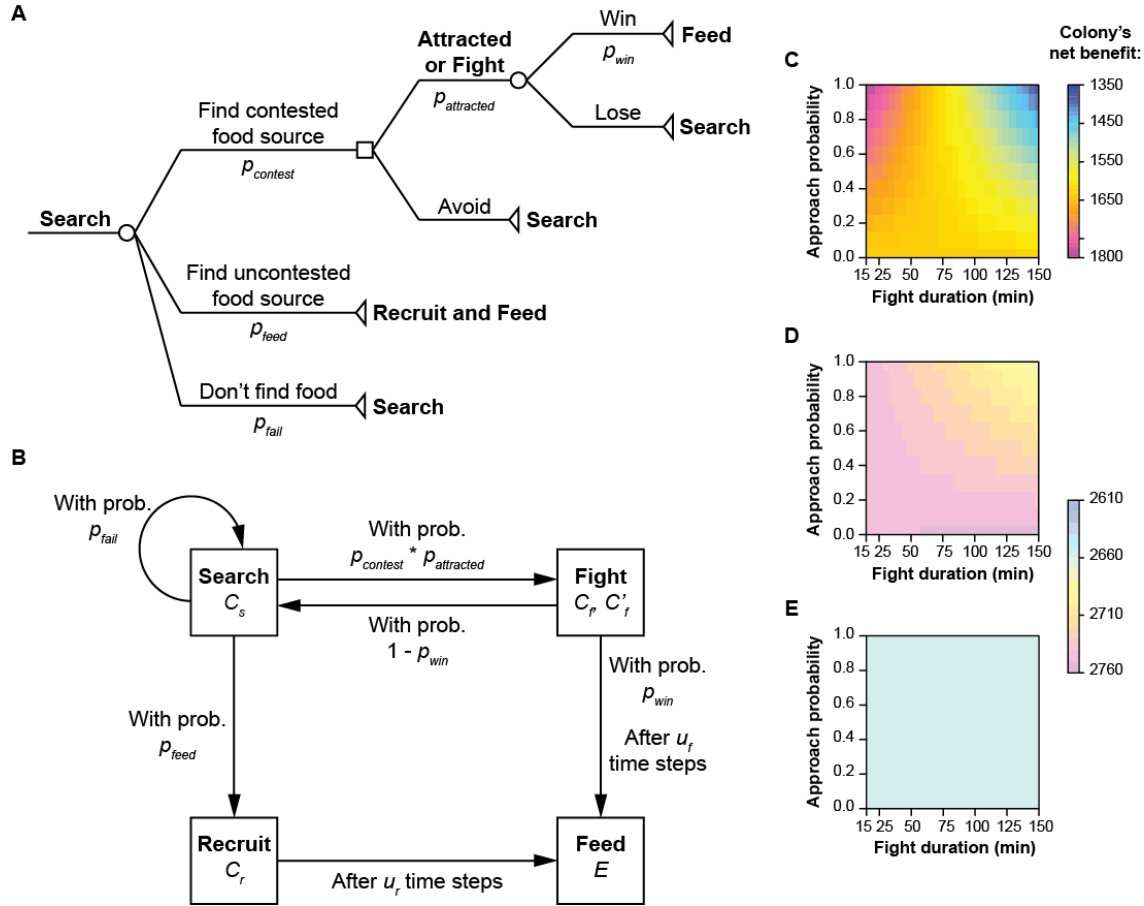 A
Search
Find contested
food source
p_contest
Attracted
or Fight
p_attracted
Win
p_win
Feed
Lose
Search
Avoid
Search
Find uncontested
food source
p_feed
Recruit and Feed
Don't find food
p_fail
Search
B
With prob.
p_fail
Search
C_s
With prob.
p_contest * p_attracted
Fight
C_f, C'_f
With prob.
1 - p_win
With prob.
p_feed
With prob.
p_win
After u_f
time steps
Recruit
C_r
After u_r time steps
Feed
E
C
Colony's
net benefit:
Approach probability
1.0
0.8
0.6
0.4
0.2
0.0
15 25 50 75 100 125 150
Fight duration (min)
1350
1450
1550
1650
1800
D
Approach probability
1.0
0.8
0.6
0.4
0.2
0.0
15 25 50 75 100 125 150
Fight duration (min)
2610
2660
2710
2760
E
Approach probability
1.0
0.8
0.6
0.4
0.2
0.0
15 25 50 75 100 125 150
Fight duration (min)